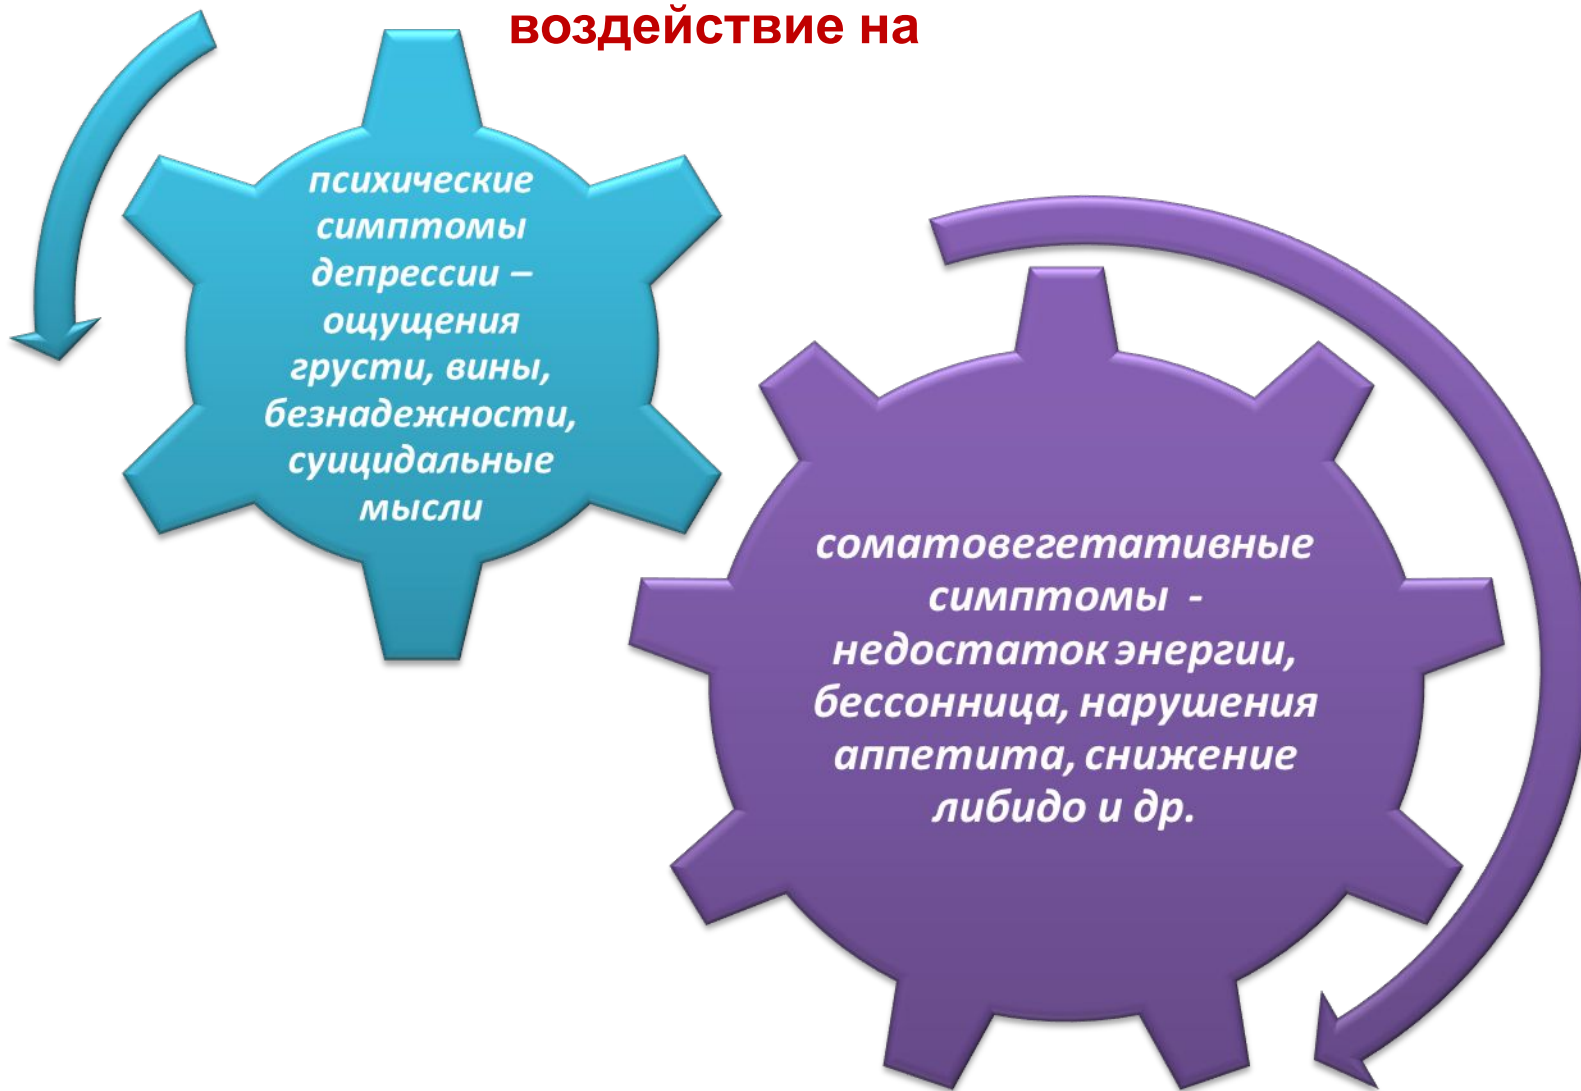 воздействие на
психические
симптомы
депрессии –
ощущения
грусти, вины,
безнадежности,
суицидальные
мысли
соматовегетативные
симптомы -
недостаток энергии,
бессонница, нарушения
аппетита, снижение
либидо и др.